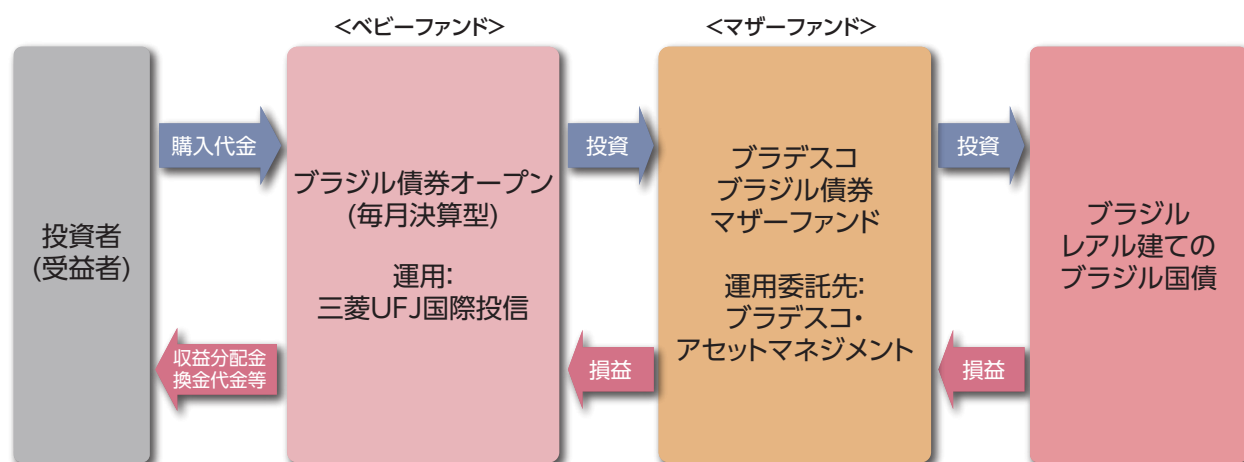 <ベビーファンド>
<マザーファンド>
投資者
(受益者)
購入代金
収益分配金
換金代金等
ブラジル債券オープン
(毎月決算型)
運用:
三菱UFJ国際投信
投資
損益
ブラデスコ
ブラジル債券
マザーファンド
運用委託先:
ブラデスコ・
アセットマネジメント
投資
損益
ブラジル
レアル建ての
ブラジル国債